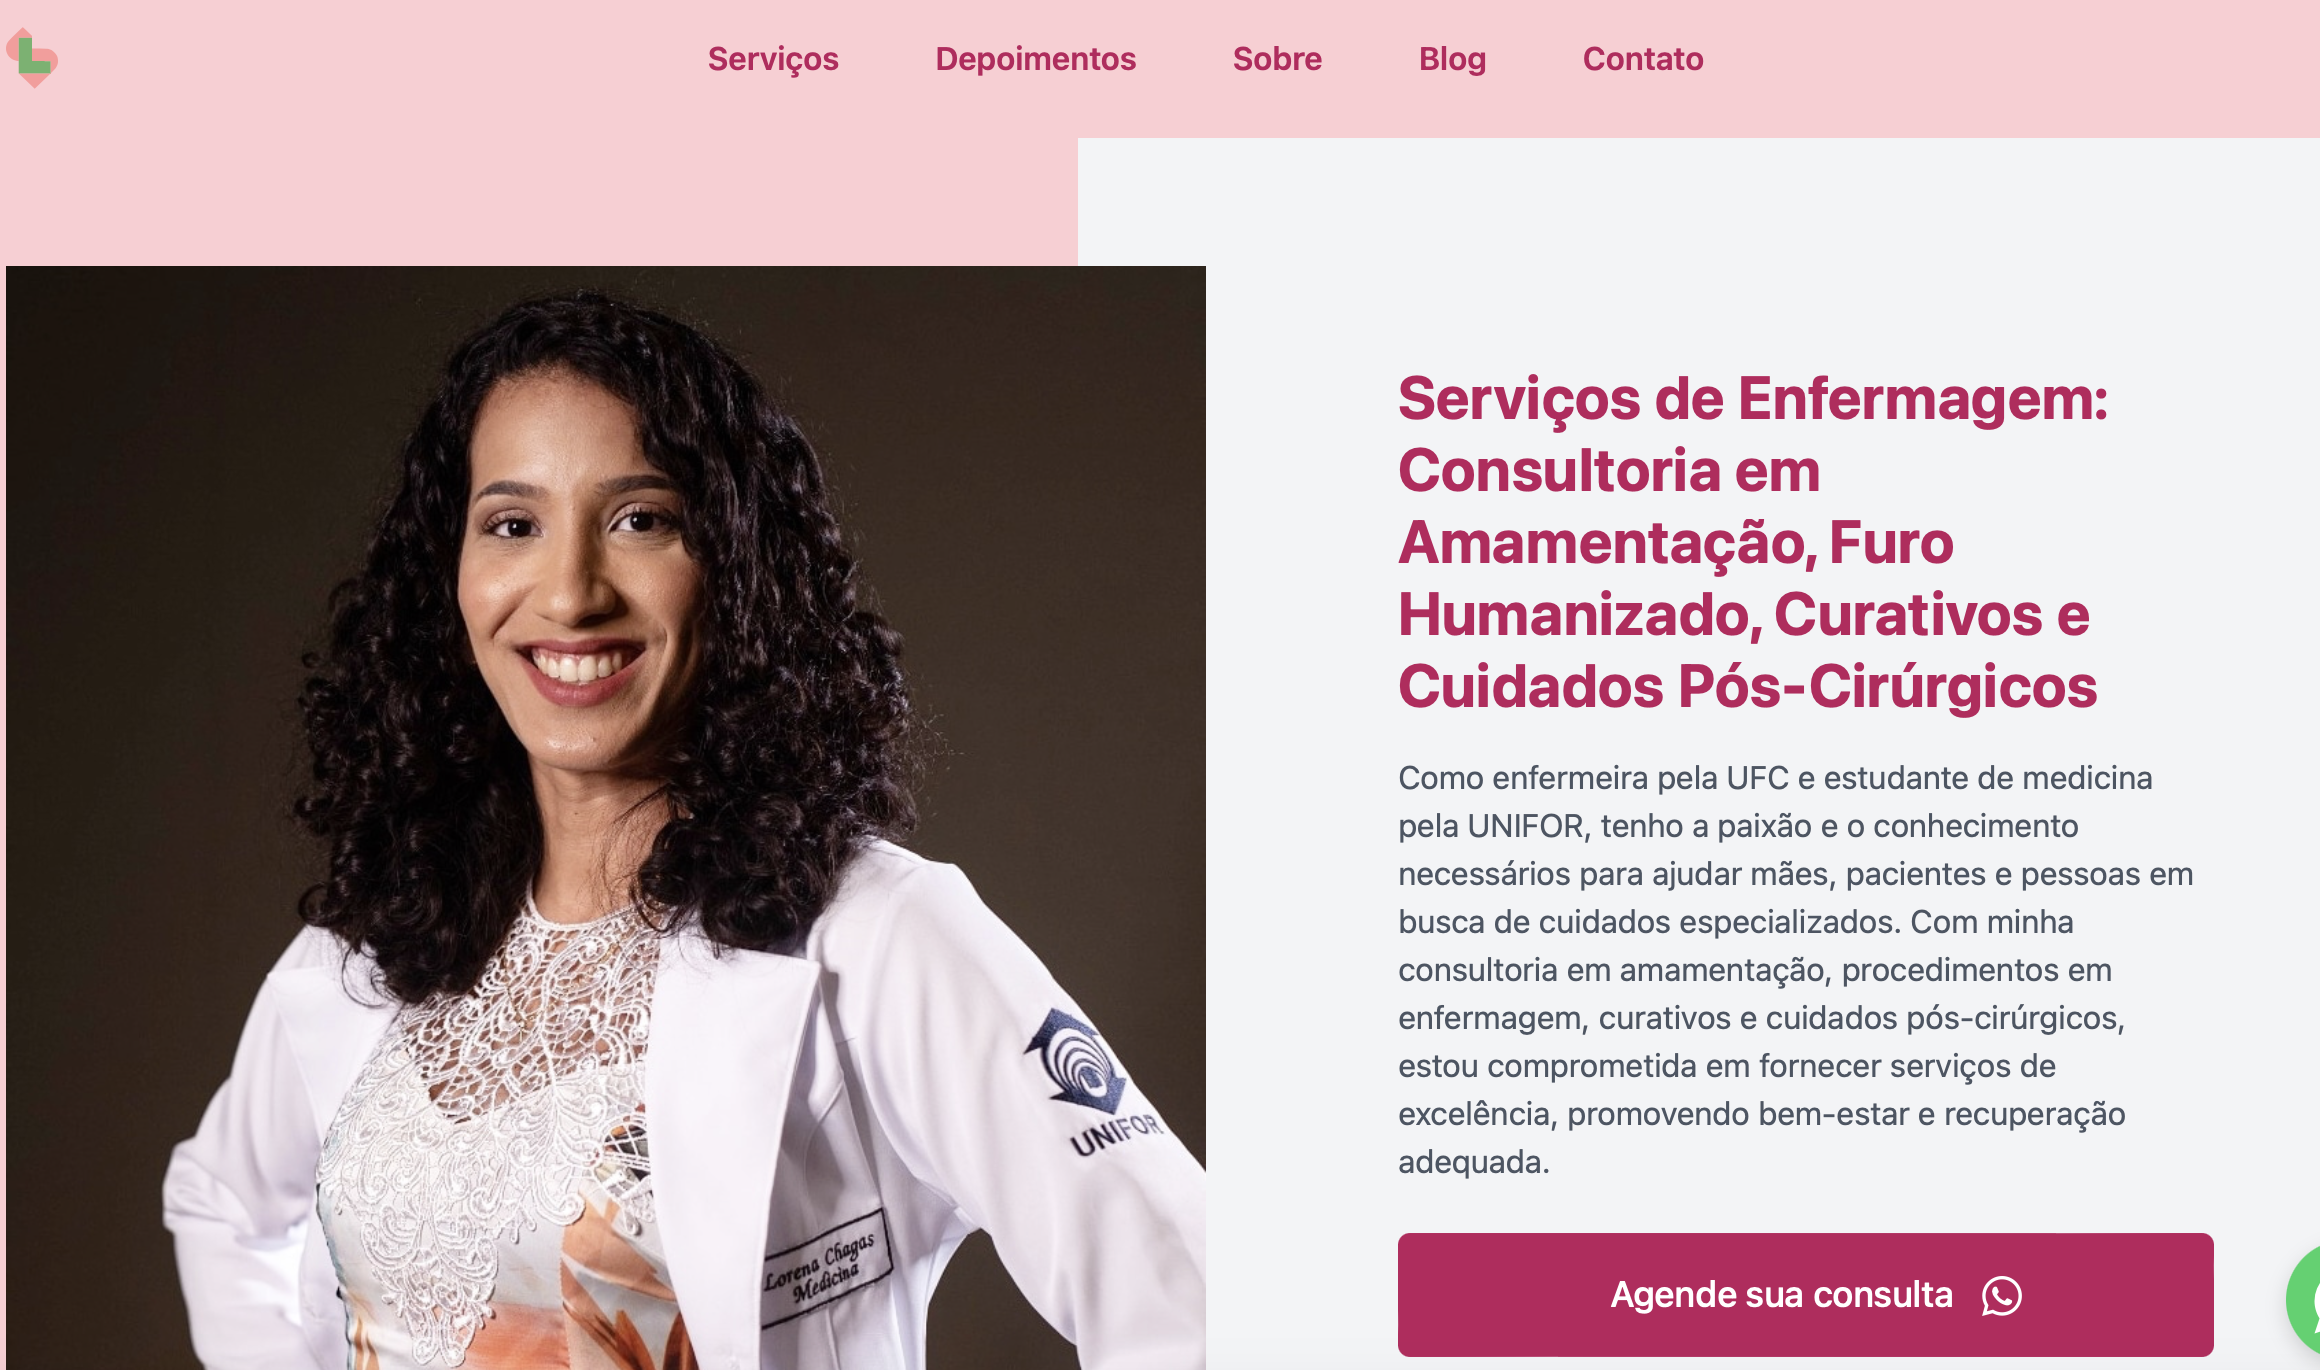 Serviços
Depoimentos
Sobre
Blog
Contato
Serviços de Enfermagem:
Consultoria em
Amamentação, Furo
Humanizado, Curativos e
Cuidados Pós-Cirúrgicos
Como enfermeira pela UFC e estudante de medicina
pela UNIFOR, tenho a paixão e o conhecimento
necessários para ajudar mães, pacientes e pessoas em
busca de cuidados especializados. Com minha
consultoria em amamentação, procedimentos em
enfermagem, curativos e cuidados pós-cirúrgicos,
estou comprometida em fornecer serviços de
excelência, promovendo bem-estar e recuperação
adequada.
Agende sua consulta
UNIFOR
Lorena Chagas
Medicina